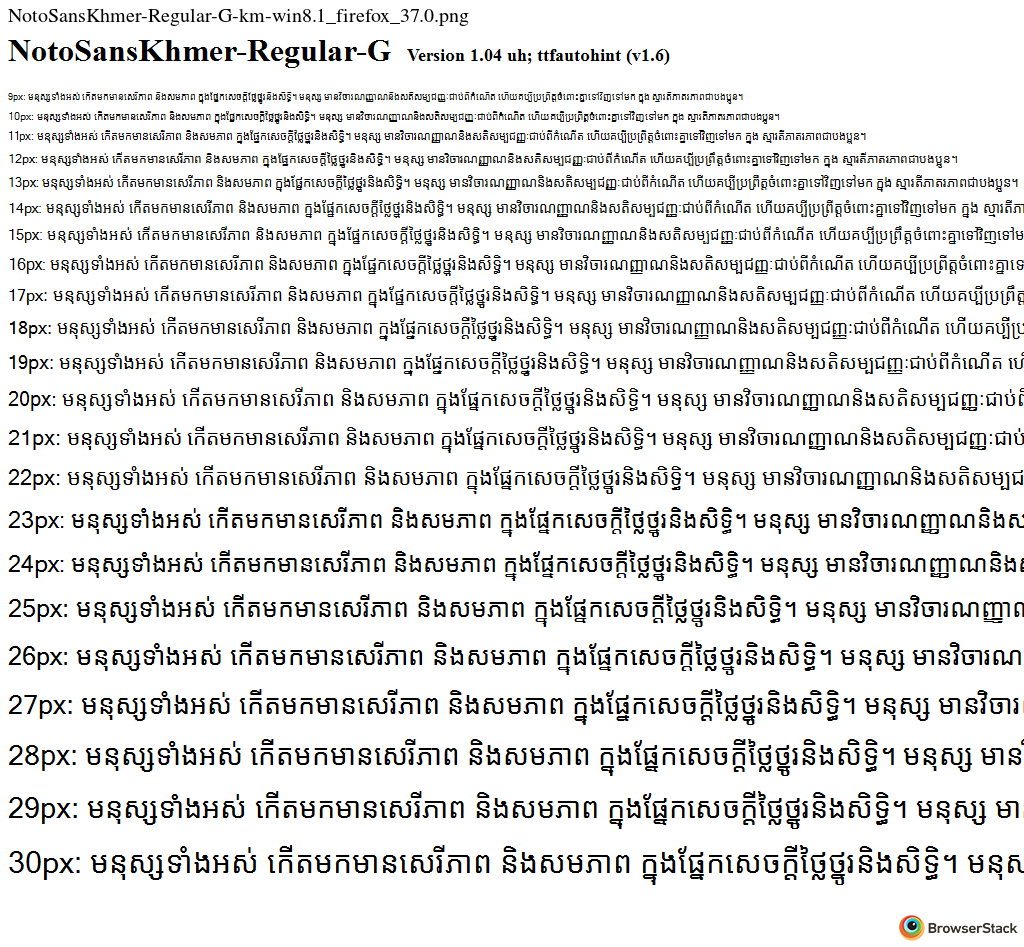 NotoSansKhmer-Regular-G-km-win8.1_firefox_37.0.png
NotoSansKhmer-Regular-G Version 1.04 uh; ttfautohint (v1.6)
9px: មនុស្សទាំងអស់ កើតមកមានសេរីភាព និងសមភាព ក្នុងផ្នែកសេចក្ដីថ្លៃថ្នូរនិងសិទ្ធិ។ មនុស្ស មានវិចារណញ្ញាណនិងសតិសម្បជញ្ញៈជាប់ពីកំណើត ហើយគប្បីប្រព្រឹត្តចំពោះគ្នាទៅវិញទៅមក ក្នុង ស្មារតីភាតរភាពជាបងប្អូន។
10px: មនុស្សទាំងអស់ កើតមកមានសេរីភាព និងសមភាព ក្នុងផ្នែកសេចក្ដីថ្លៃថ្នូរនិងសិទ្ធិ។ មនុស្ស មានវិចារណញ្ញាណនិងសតិសម្បជញ្ញៈជាប់ពីកំណើត ហើយគប្បីប្រព្រឹត្តចំពោះគ្នាទៅវិញទៅមក ក្នុង ស្មារតីភាតរភាពជាបងប្អូន។
11px: មនុស្សទាំងអស់ កើតមកមានសេរីភាព និងសមភាព ក្នុងផ្នែកសេចក្ដីថ្លៃថ្នូរនិងសិទ្ធិ។ មនុស្ស មានវិចារណញ្ញាណនិងសតិសម្បជញ្ញៈជាប់ពីកំណើត ហើយគប្បីប្រព្រឹត្តចំពោះគ្នាទៅវិញទៅមក ក្នុង ស្មារតីភាតរភាពជាបងប្អូន។
12px: មនុស្សទាំងអស់ កើតមកមានសេរីភាព និងសមភាព ក្នុងផ្នែកសេចក្ដីថ្លៃថ្នូរនិងសិទ្ធិ។ មនុស្ស មានវិចារណញ្ញាណនិងសតិសម្បជញ្ញៈជាប់ពីកំណើត ហើយគប្បីប្រព្រឹត្តចំពោះគ្នាទៅវិញទៅមក ក្នុង ស្មារតីភាតរភាពជាបងប្អូន។
13px: មនុស្សទាំងអស់ កើតមកមានសេរីភាព និងសមភាព ក្នុងផ្នែកសេចក្ដីថ្លៃថ្នូរនិងសិទ្ធិ។ មនុស្ស មានវិចារណញ្ញាណនិងសតិសម្បជញ្ញៈជាប់ពីកំណើត ហើយគប្បីប្រព្រឹត្តចំពោះគ្នាទៅវិញទៅមក ក្នុង ស្មារតីភាតរភាពជាបងប្អូន។
14px: មនុស្សទាំងអស់ កើតមកមានសេរីភាព និងសមភាព ក្នុងផ្នែកសេចក្ដីថ្លៃថ្នូរនិងសិទ្ធិ។ មនុស្ស មានវិចារណញ្ញាណនិងសតិសម្បជញ្ញៈជាប់ពីកំណើត ហើយគប្បីប្រព្រឹត្តចំពោះគ្នាទៅវិញទៅមក ក្នុង ស្មារតីភា
15px: មនុស្សទាំងអស់ កើតមកមានសេរីភាព និងសមភាព ក្នុងផ្នែកសេចក្ដីថ្លៃថ្នូរនិងសិទ្ធិ។ មនុស្ស មានវិចារណញ្ញាណនិងសតិសម្បជញ្ញៈជាប់ពីកំណើត ហើយគប្បីប្រព្រឹត្តចំពោះគ្នាទៅវិញទៅម
16px: មនុស្សទាំងអស់ កើតមកមានសេរីភាព និងសមភាព ក្នុងផ្នែកសេចក្ដីថ្លៃថ្នូរនិងសិទ្ធិ។ មនុស្ស មានវិចារណញ្ញាណនិងសតិសម្បជញ្ញៈជាប់ពីកំណើត ហើយគប្បីប្រព្រឹត្តចំពោះគ្នាទៅ
17px: មនុស្សទាំងអស់ កើតមកមានសេរីភាព និងសមភាព ក្នុងផ្នែកសេចក្ដីថ្លៃថ្នូរនិងសិទ្ធិ។ មនុស្ស មានវិចារណញ្ញាណនិងសតិសម្បជញ្ញៈជាប់ពីកំណើត ហើយគប្បីប្រព្រឹត្ត
18px: មនុស្សទាំងអស់ កើតមកមានសេរីភាព និងសមភាព ក្នុងផ្នែកសេចក្ដីថ្លៃថ្នូរនិងសិទ្ធិ។ មនុស្ស មានវិចារណញ្ញាណនិងសតិសម្បជញ្ញៈជាប់ពីកំណើត ហើយគប្បីប្រ
19px: មនុស្សទាំងអស់ កើតមកមានសេរីភាព និងសមភាព ក្នុងផ្នែកសេចក្ដីថ្លៃថ្នូរនិងសិទ្ធិ។ មនុស្ស មានវិចារណញ្ញាណនិងសតិសម្បជញ្ញៈជាប់ពីកំណើត ហើ
20px: មនុស្សទាំងអស់ កើតមកមានសេរីភាព និងសមភាព ក្នុងផ្នែកសេចក្ដីថ្លៃថ្នូរនិងសិទ្ធិ។ មនុស្ស មានវិចារណញ្ញាណនិងសតិសម្បជញ្ញៈជាប់ពី
21px: មនុស្សទាំងអស់ កើតមកមានសេរីភាព និងសមភាព ក្នុងផ្នែកសេចក្ដីថ្លៃថ្នូរនិងសិទ្ធិ។ មនុស្ស មានវិចារណញ្ញាណនិងសតិសម្បជញ្ញៈជាប់
22px: មនុស្សទាំងអស់ កើតមកមានសេរីភាព និងសមភាព ក្នុងផ្នែកសេចក្ដីថ្លៃថ្នូរនិងសិទ្ធិ។ មនុស្ស មានវិចារណញ្ញាណនិងសតិសម្បជ
23px: មនុស្សទាំងអស់ កើតមកមានសេរីភាព និងសមភាព ក្នុងផ្នែកសេចក្ដីថ្លៃថ្នូរនិងសិទ្ធិ។ មនុស្ស មានវិចារណញ្ញាណនិងស
24px: មនុស្សទាំងអស់ កើតមកមានសេរីភាព និងសមភាព ក្នុងផ្នែកសេចក្ដីថ្លៃថ្នូរនិងសិទ្ធិ។ មនុស្ស មានវិចារណញ្ញាណនិងស
25px: មនុស្សទាំងអស់ កើតមកមានសេរីភាព និងសមភាព ក្នុងផ្នែកសេចក្ដីថ្លៃថ្នូរនិងសិទ្ធិ។ មនុស្ស មានវិចារណញ្ញាណ
26px: មនុស្សទាំងអស់ កើតមកមានសេរីភាព និងសមភាព ក្នុងផ្នែកសេចក្ដីថ្លៃថ្នូរនិងសិទ្ធិ។ មនុស្ស មានវិចារណ
27px: មនុស្សទាំងអស់ កើតមកមានសេរីភាព និងសមភាព ក្នុងផ្នែកសេចក្ដីថ្លៃថ្នូរនិងសិទ្ធិ។ មនុស្ស មានវិចារ
28px: មនុស្សទាំងអស់ កើតមកមានសេរីភាព និងសមភាព ក្នុងផ្នែកសេចក្ដីថ្លៃថ្នូរនិងសិទ្ធិ។ មនុស្ស មាន
29px: មនុស្សទាំងអស់ កើតមកមានសេរីភាព និងសមភាព ក្នុងផ្នែកសេចក្ដីថ្លៃថ្នូរនិងសិទ្ធិ។ មនុស្ស មា
30px: មនុស្សទាំងអស់ កើតមកមានសេរីភាព និងសមភាព ក្នុងផ្នែកសេចក្ដីថ្លៃថ្នូរនិងសិទ្ធិ។ មនុស
BrowserStack